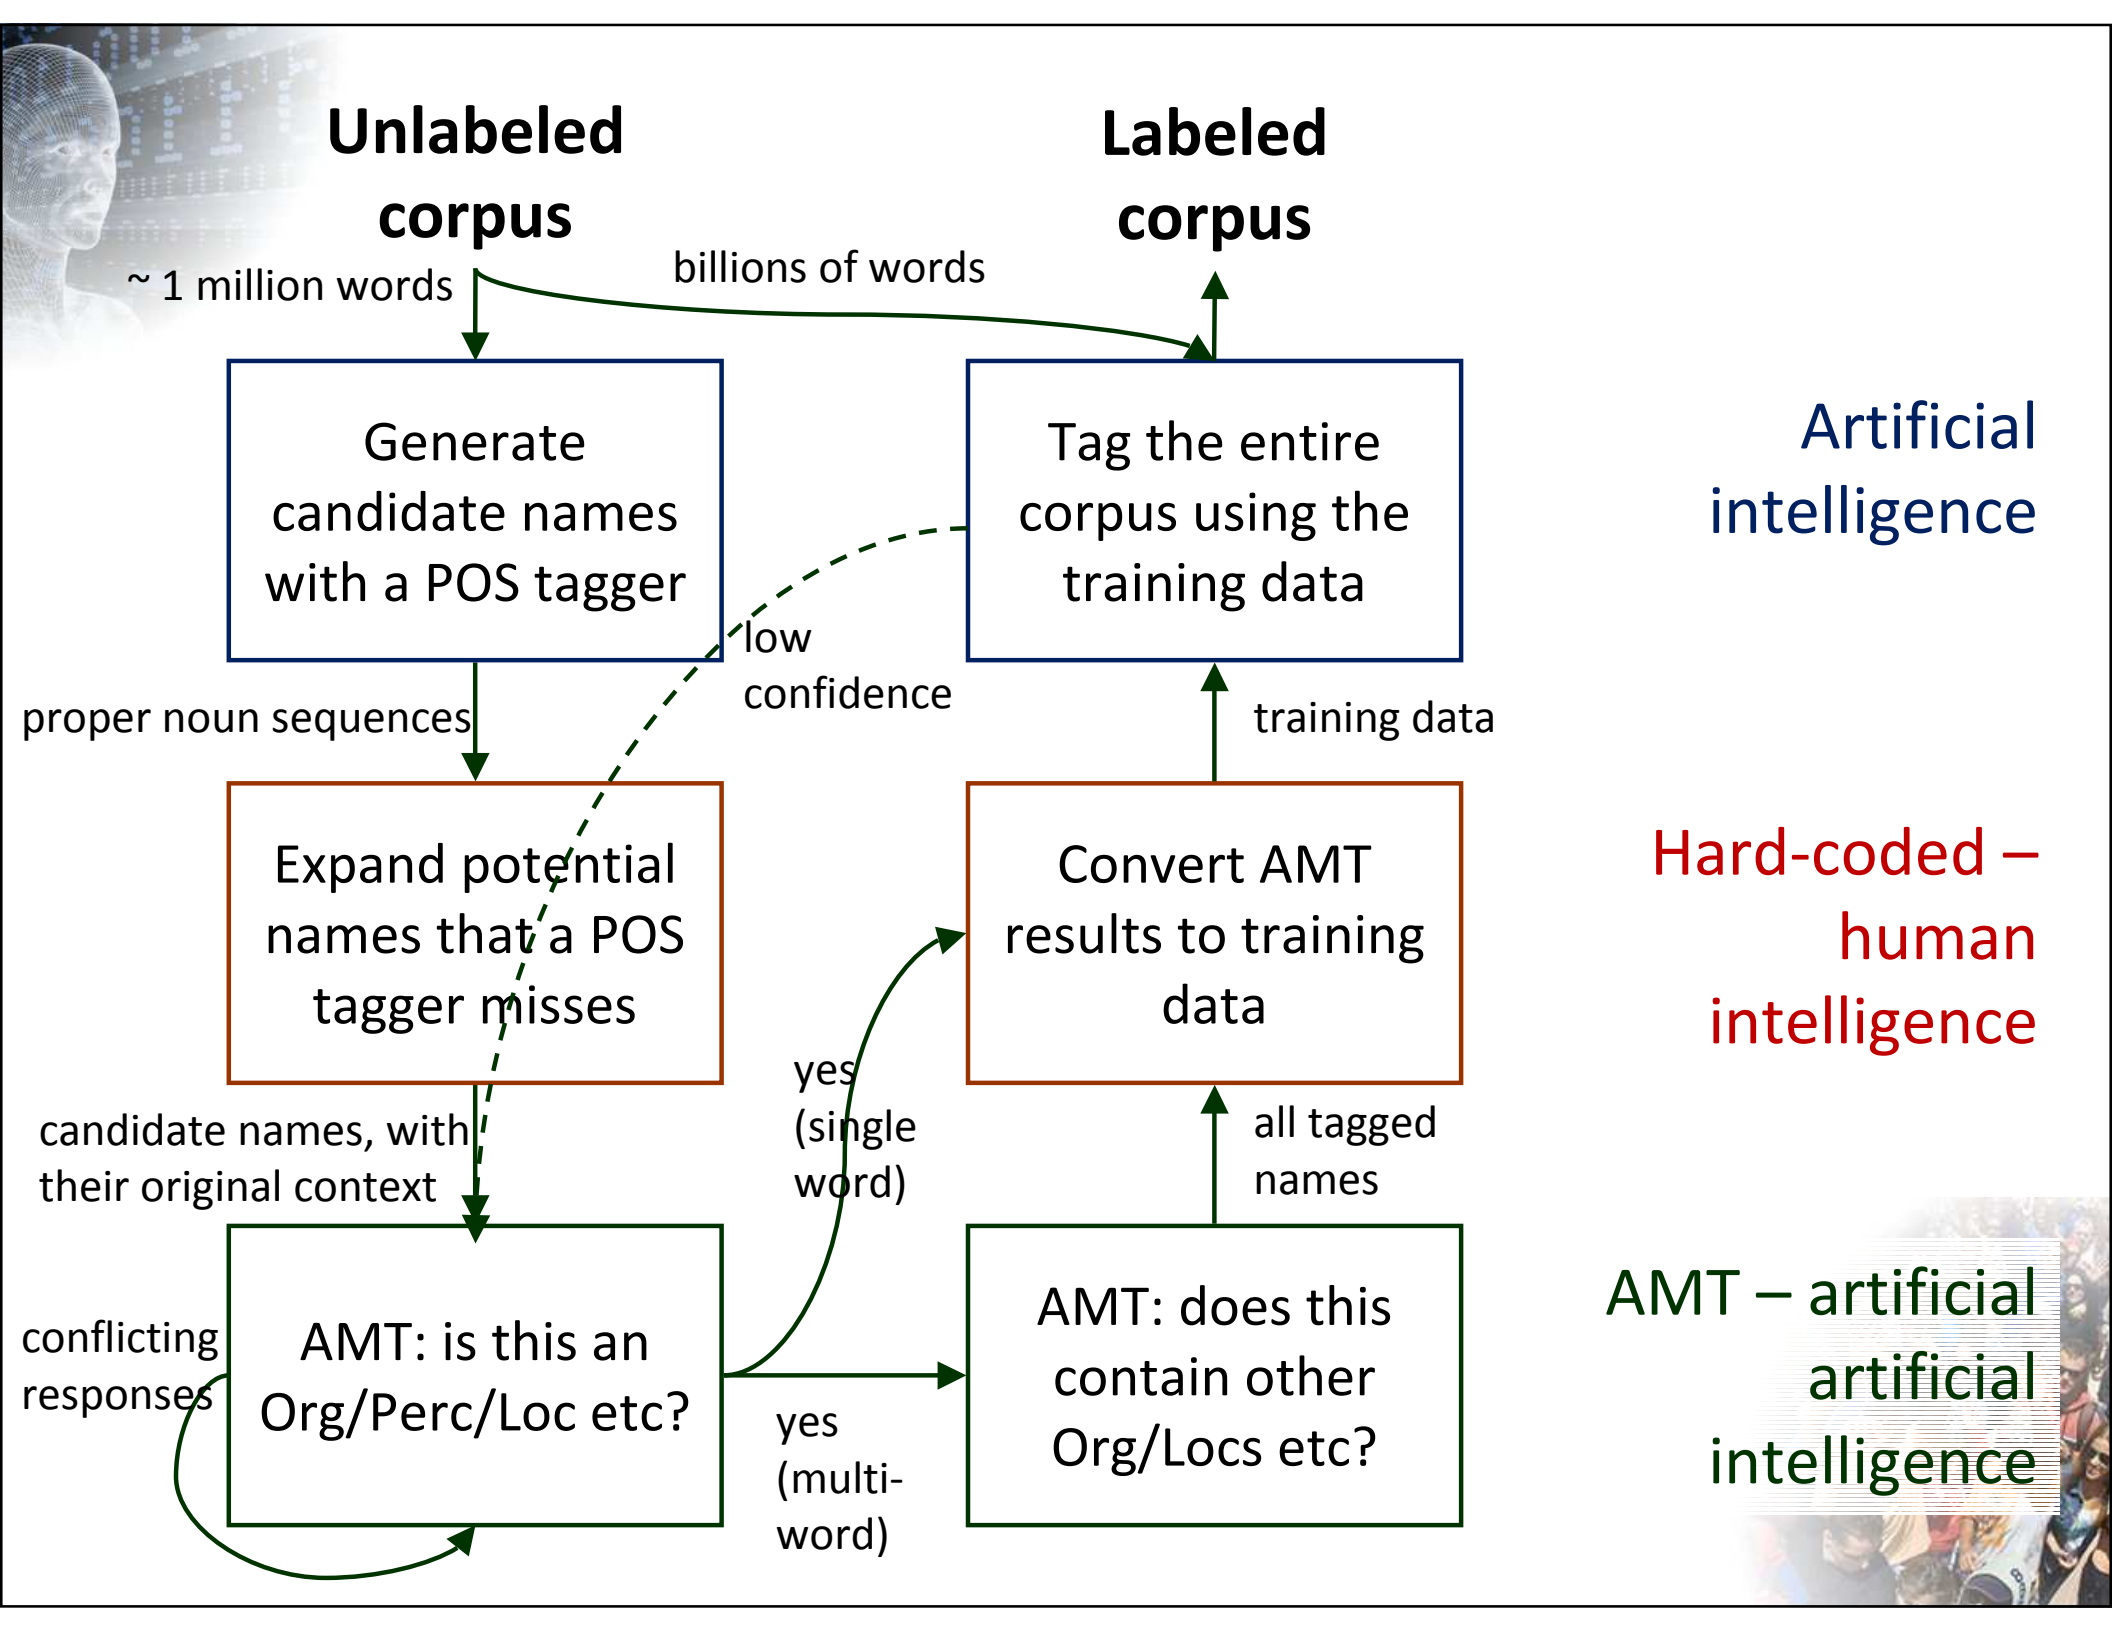 Unlabeled
corpus
Labeled
corpus
~ 1 million words
billions of words
Generate
candidate names
with a POS tagger
Tag the entire
corpus using the
training data
Artificial
intelligence
low
confidence
proper noun sequences
training data
Expand potential
names that a POS
tagger misses
Convert AMT
results to training
data
Hard-coded –
human
intelligence
candidate names, with
their original context
yes
(single
word)
all tagged
names
conflicting
responses
AMT: is this an
Org/Perc/Loc etc?
yes
(multi-
word)
AMT: does this
contain other
Org/Locs etc?
AMT – artificial
artificial
intelligence